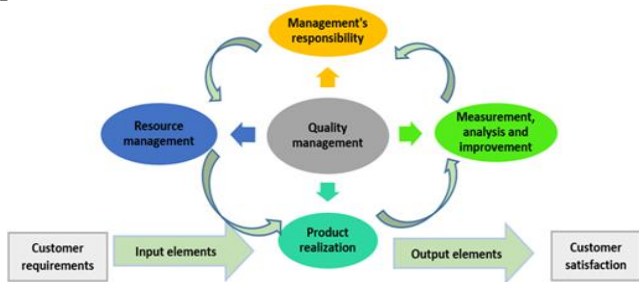 Management's
responsibility
Resource
management
Quality
management
Measurement,
analysis and
improvement
Product
realization
Customer
requirements
Input elements
Output elements
Customer
satisfaction